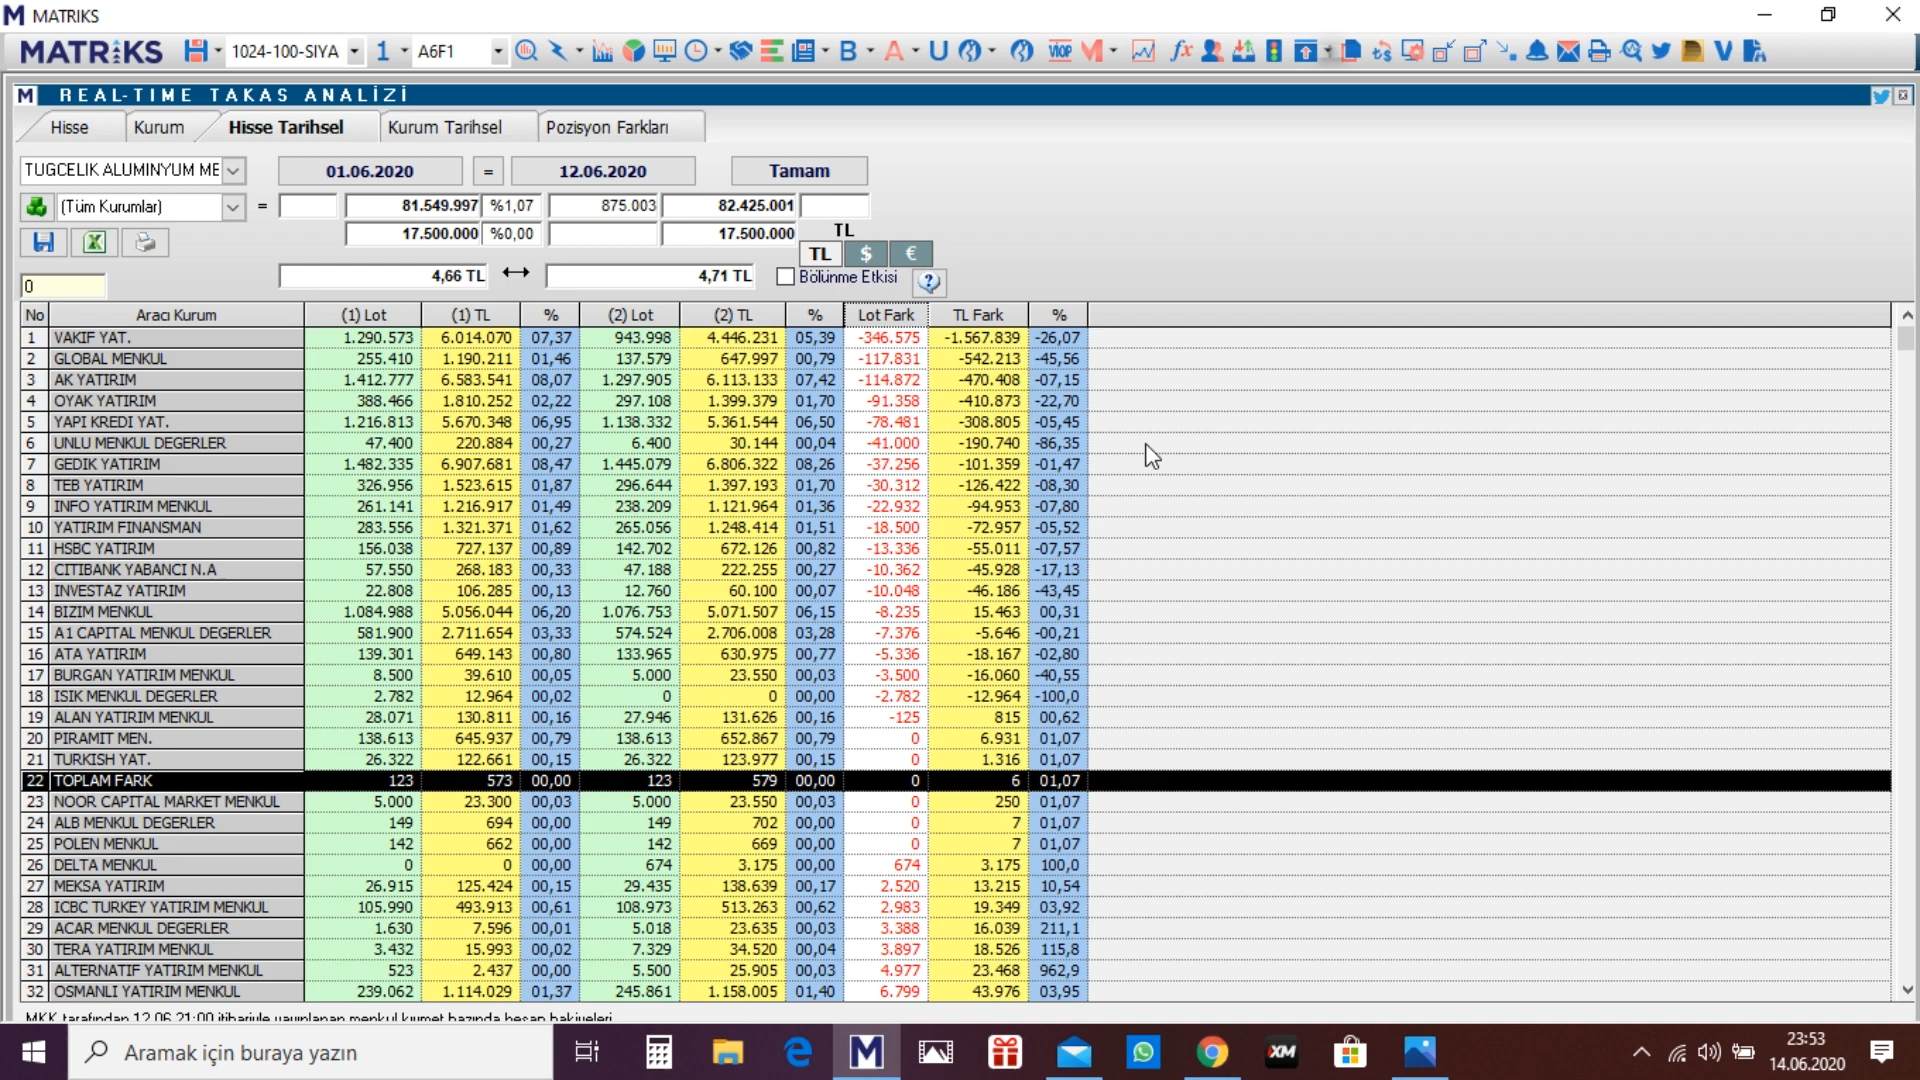 MATRIKS
MATRİKS 1024-100-SIYA 1 A6F1 B A U VIOP fx V
REAL-TIME TAKAS ANALİZİ
Hisse Kurum Hisse Tarihsel Kurum Tarihsel Pozisyon Farkları
TUGCELIK ALUMINYUM ME 01.06.2020 = 12.06.2020 Tamam
(Tüm Kurumlar) = 81.549.997 %1,07 875.003 82.425.001
17.500.000 %0,00 17.500.000 TL
TL $ €
0 4,66 TL 4,71 TL Bölünme Etkisi
No Aracı Kurum (1) Lot (1) TL % (2) Lot (2) TL % Lot Fark TL Fark %
1 VAKIF YAT. 1.290.573 6.014.070 07,37 943.998 4.446.231 05,39 -346.575 -1.567.839 -26,07
2 GLOBAL MENKUL 255.410 1.190.211 01,46 137.579 647.997 00,79 -117.831 -542.213 -45,56
3 AK YATIRIM 1.412.777 6.583.541 08,07 1.297.905 6.113.133 07,42 -114.872 -470.408 -07,15
4 OYAK YATIRIM 388.466 1.810.252 02,22 297.108 1.399.379 01,70 -91.358 -410.873 -22,70
5 YAPI KREDI YAT. 1.216.813 5.670.348 06,95 1.138.332 5.361.544 06,50 -78.481 -308.805 -05,45
6 UNLU MENKUL DEGERLER 47.400 220.884 00,27 6.400 30.144 00,04 -41.000 -190.740 -86,35
7 GEDIK YATIRIM 1.482.335 6.907.681 08,47 1.445.079 6.806.322 08,26 -37.256 -101.359 -01,47
8 TEB YATIRIM 326.956 1.523.615 01,87 296.644 1.397.193 01,70 -30.312 -126.422 -08,30
9 INFO YATIRIM MENKUL 261.141 1.216.917 01,49 238.209 1.121.964 01,36 -22.932 -94.953 -07,80
10 YATIRIM FINANSMAN 283.556 1.321.371 01,62 265.056 1.248.414 01,51 -18.500 -72.957 -05,52
11 HSBC YATIRIM 156.038 727.137 00,89 142.702 672.126 00,82 -13.336 -55.011 -07,57
12 CITIBANK YABANCI N.A 57.550 268.183 00,33 47.188 222.255 00,27 -10.362 -45.928 -17,13
13 INVESTAZ YATIRIM 22.808 106.285 00,13 12.760 60.100 00,07 -10.048 -46.186 -43,45
14 BIZIM MENKUL 1.084.988 5.056.044 06,20 1.076.753 5.071.507 06,15 -8.235 15.463 00,31
15 A1 CAPITAL MENKUL DEGERLER 581.900 2.711.654 03,33 574.524 2.706.008 03,28 -7.376 -5.646 -00,21
16 ATA YATIRIM 139.301 649.143 00,80 133.965 630.975 00,77 -5.336 -18.167 -02,80
17 BURGAN YATIRIM MENKUL 8.500 39.610 00,05 5.000 23.550 00,03 -3.500 -16.060 -40,55
18 ISIK MENKUL DEGERLER 2.782 12.964 00,02 0 0 00,00 -2.782 -12.964 -100,0
19 ALAN YATIRIM MENKUL 28.071 130.811 00,16 27.946 131.626 00,16 -125 815 00,62
20 PIRAMIT MEN. 138.613 645.937 00,79 138.613 652.867 00,79 0 6.931 01,07
21 TURKISH YAT. 26.322 122.661 00,15 26.322 123.977 00,15 0 1.316 01,07
22 TOPLAM FARK 123 573 00,00 123 579 00,00 0 6 01,07
23 NOOR CAPITAL MARKET MENKUL 5.000 23.300 00,03 5.000 23.550 00,03 0 250 01,07
24 ALB MENKUL DEGERLER 149 694 00,00 149 702 00,00 0 7 01,07
25 POLEN MENKUL 142 662 00,00 142 669 00,00 0 7 01,07
26 DELTA MENKUL 0 0 00,00 674 3.175 00,00 674 3.175 100,0
27 MEKSA YATIRIM 26.915 125.424 00,15 29.435 138.639 00,17 2.520 13.215 10,54
28 ICBC TURKEY YATIRIM MENKUL 105.990 493.913 00,61 108.973 513.263 00,62 2.983 19.349 03,92
29 ACAR MENKUL DEGERLER 1.630 7.596 00,01 5.018 23.635 00,03 3.388 16.039 211,1
30 TERA YATIRIM MENKUL 3.432 15.993 00,02 7.329 34.520 00,04 3.897 18.526 115,8
31 ALTERNATIF YATIRIM MENKUL 523 2.437 00,00 5.500 25.905 00,03 4.977 23.468 962,9
32 OSMANLI YATIRIM MENKUL 239.062 1.114.029 01,37 245.861 1.158.005 01,40 6.799 43.976 03,95
MKK tarafından 12.06 21:00 itibariyle yayınlanan menkul kıymet bazında hesap bakiyeleri
Aramak için buraya yazın M XM 23:53
14.06.2020